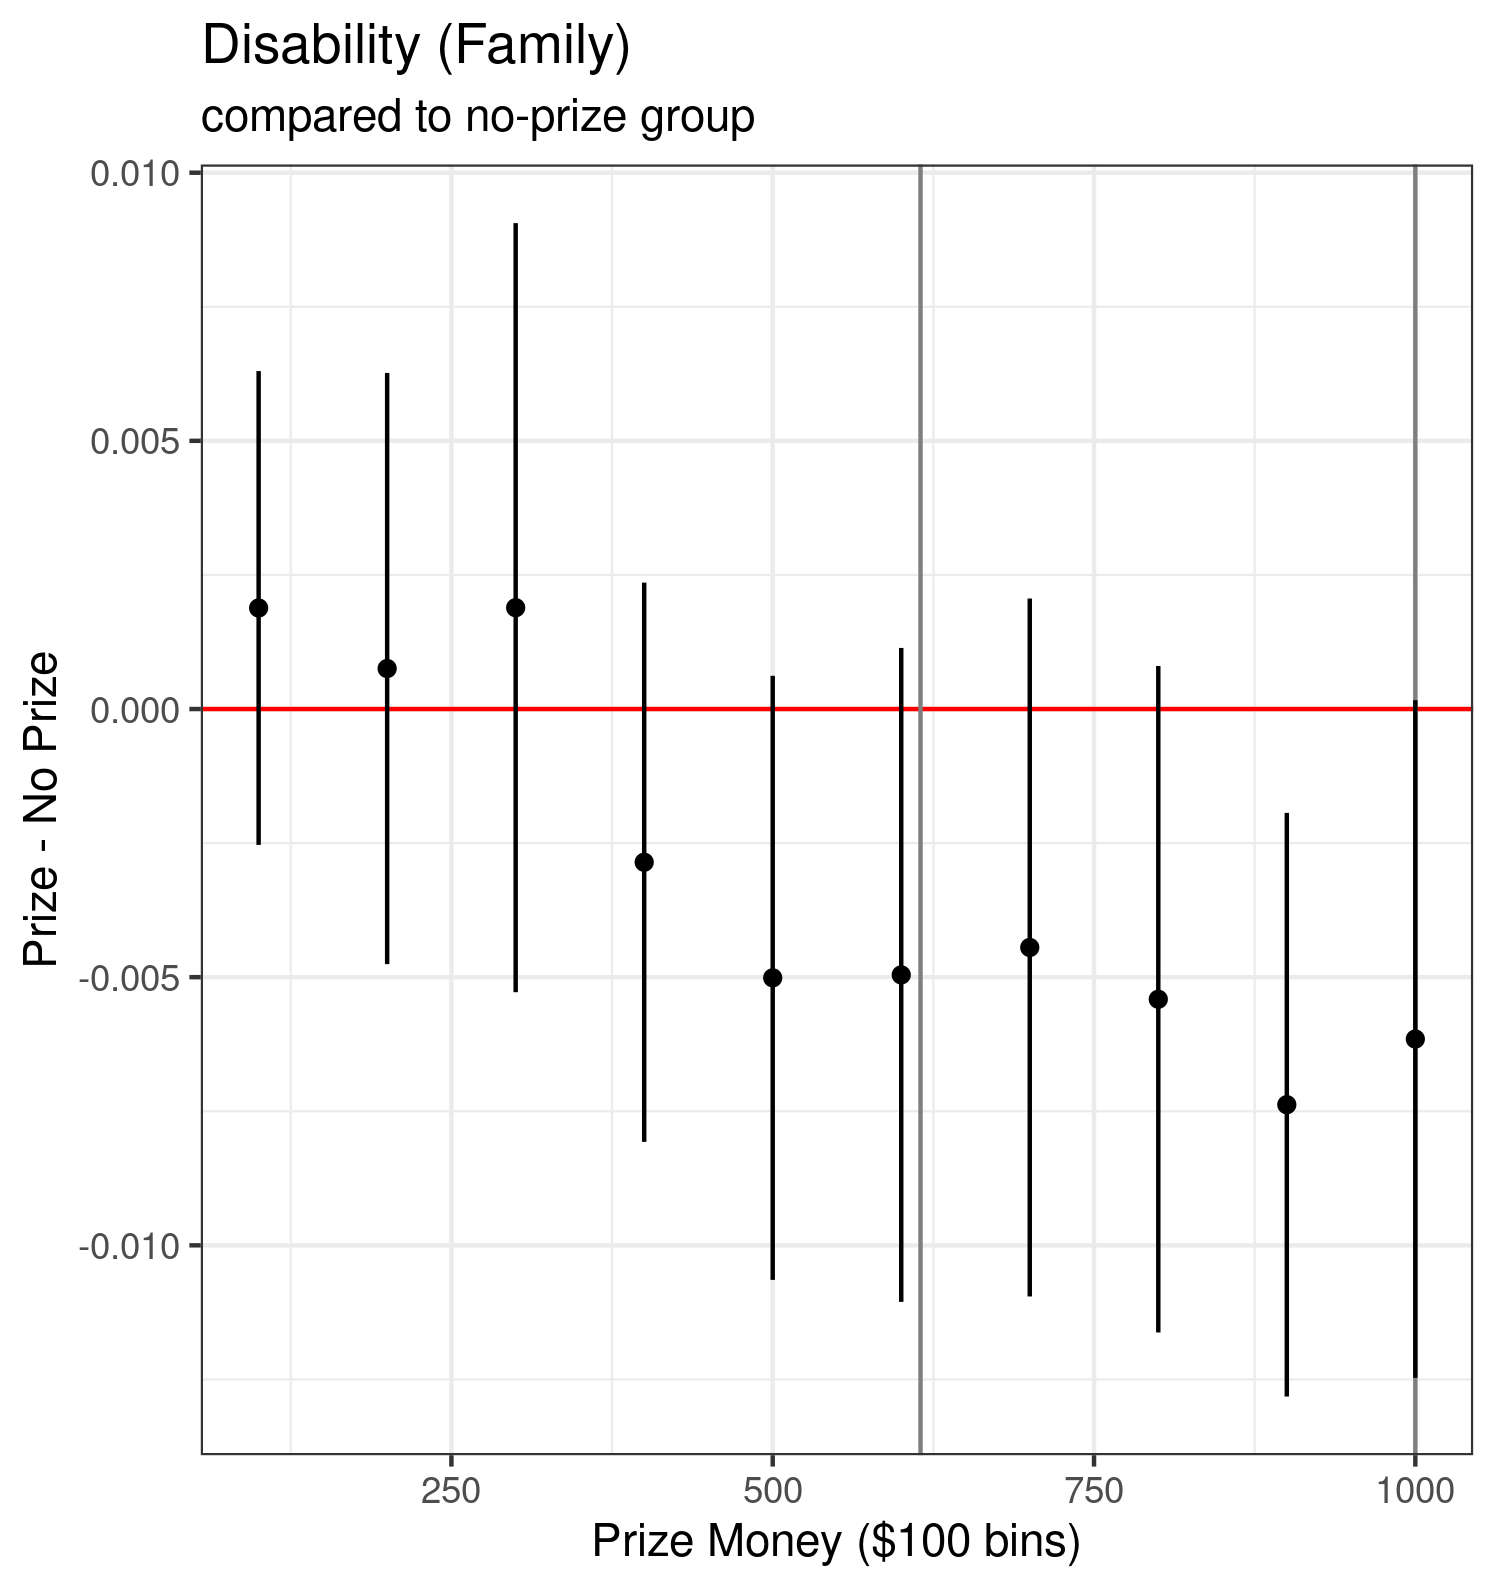 Disability (Family)
compared to no-prize group
Prize - No Prize
0.010
0.005
0.000
-0.005
-0.010
250 500 750 1000
Prize Money ($100 bins)